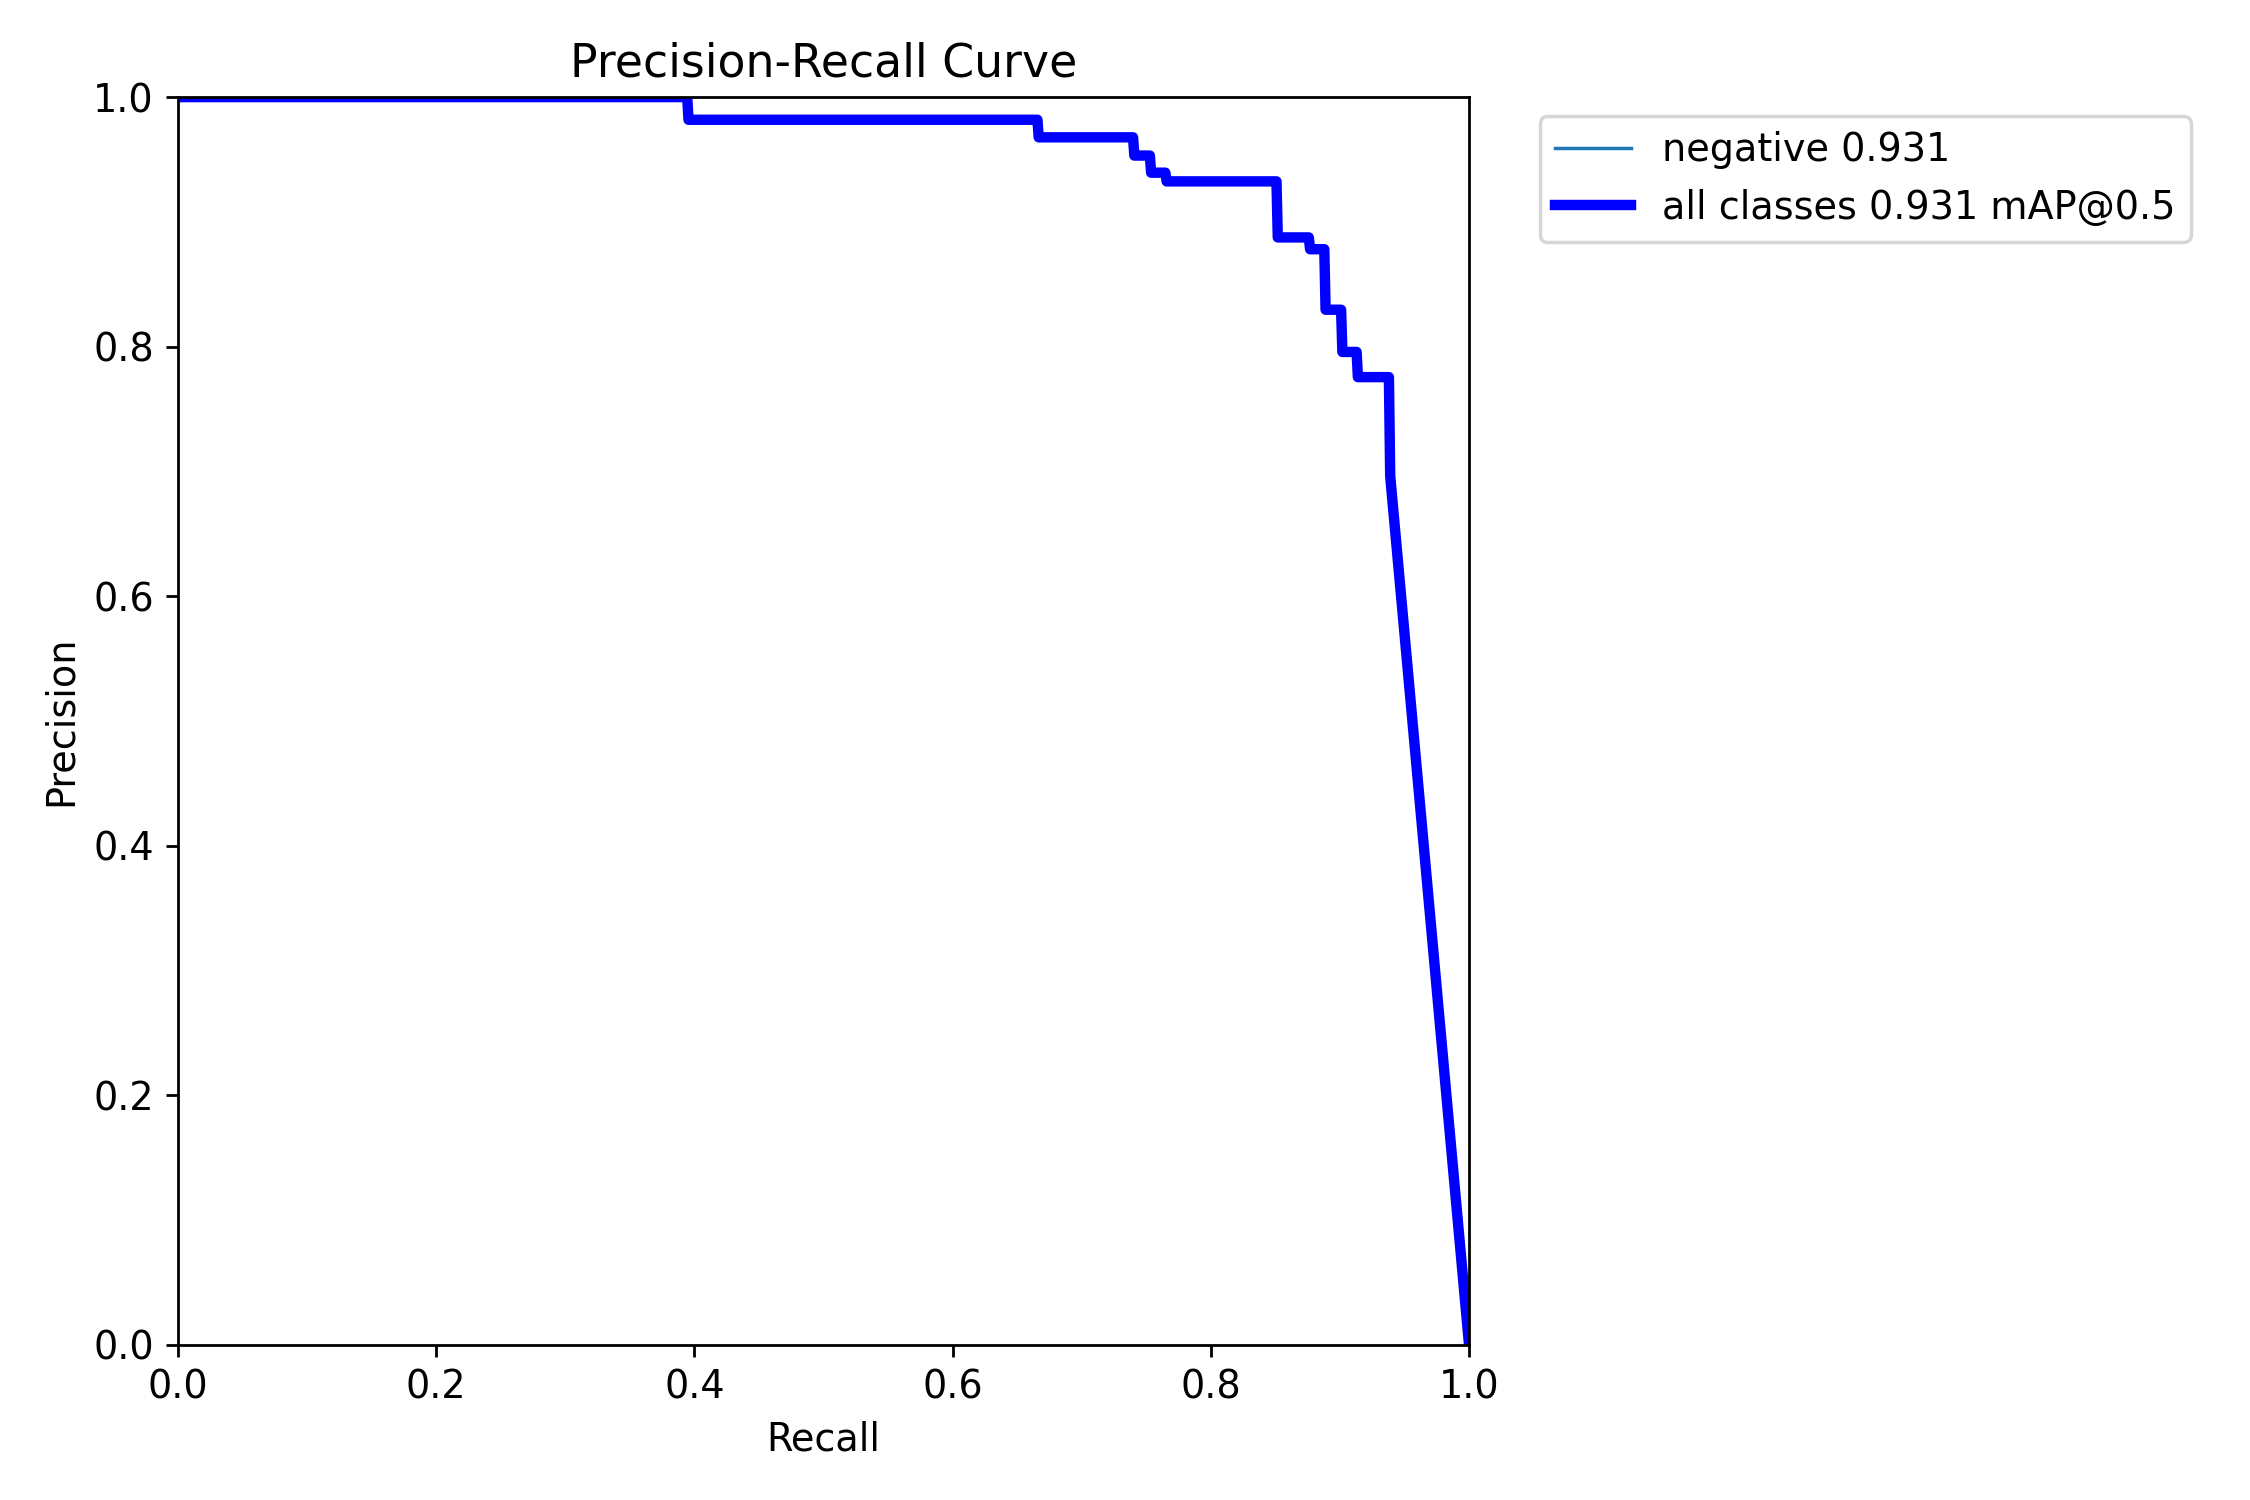 Precision-Recall Curve
negative 0.931
all classes 0.931 mAP@0.5
Precision
1.0
0.8
0.6
0.4
0.2
0.0
0.0 0.2 0.4 0.6 0.8 1.0
Recall